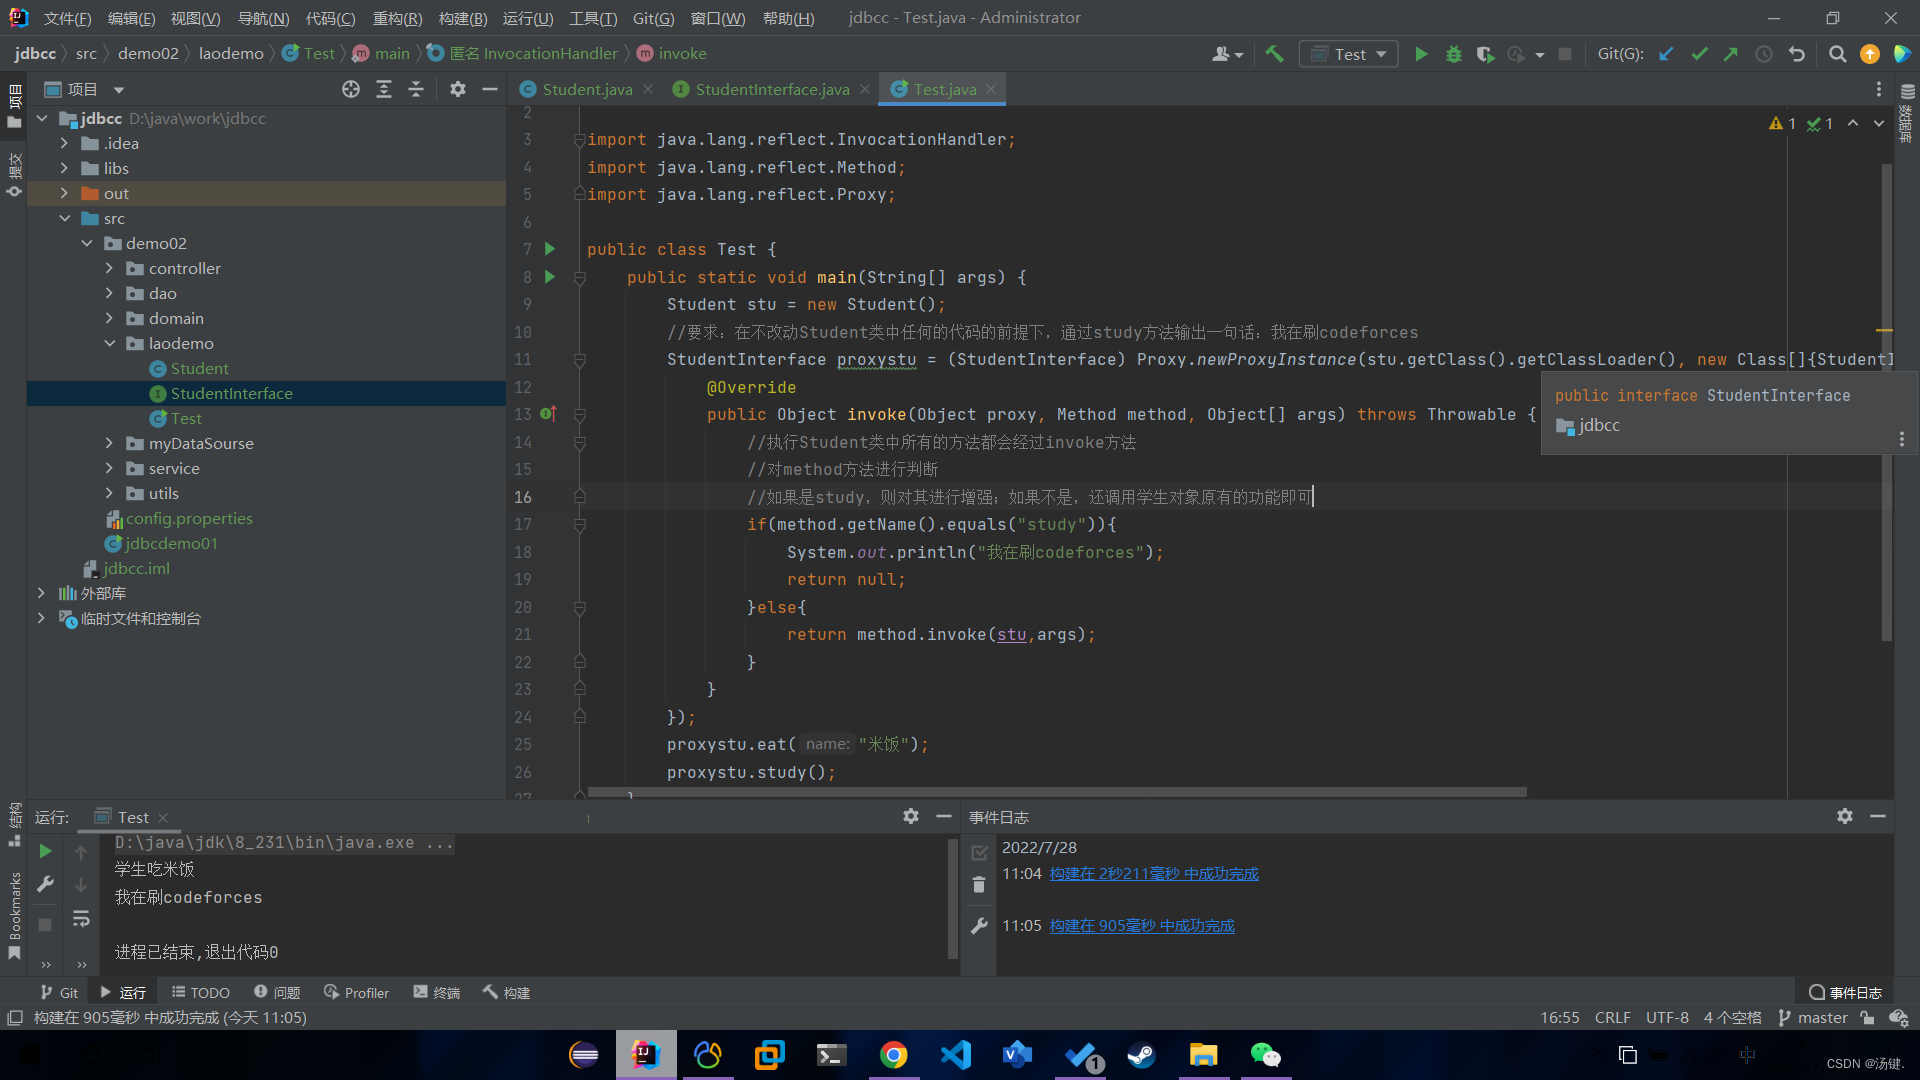 文件(F) 编辑(E) 视图(V) 导航(N) 代码(C) 重构(R) 构建(B) 运行(U) 工具(T) Git(G) 窗口(W) 帮助(H) jdbcc - Test.java - Administrator
jdbcc src demo02 laodemo Test main 匿名 InvocationHandler invoke Test Git(G):
项目 Student.java StudentInterface.java Test.java
项目
提交
结构
Bookmarks
数据库
jdbcc D:\java\work\jdbcc
.idea
libs
out
src
demo02
controller
dao
domain
laodemo
Student
StudentInterface
Test
myDataSourse
service
utils
config.properties
jdbcdemo01
jdbcc.iml
外部库
临时文件和控制台
1 1
2
3 import java.lang.reflect.InvocationHandler;
4 import java.lang.reflect.Method;
5 import java.lang.reflect.Proxy;
6
7 public class Test {
8 public static void main(String[] args) {
9 Student stu = new Student();
10 //要求：在不改动Student类中任何的代码的前提下，通过study方法输出一句话：我在刷codeforces
11 StudentInterface proxystu = (StudentInterface) Proxy.newProxyInstance(stu.getClass().getClassLoader(), new Class[]{StudentI
12 @Override
13 public Object invoke(Object proxy, Method method, Object[] args) throws Throwable {
14 //执行Student类中所有的方法都会经过invoke方法
15 //对method方法进行判断
16 //如果是study，则对其进行增强；如果不是，还调用学生对象原有的功能即可
17 if(method.getName().equals("study")){
18 System.out.println("我在刷codeforces");
19 return null;
20 }else{
21 return method.invoke(stu,args);
22 }
23 }
24 });
25 proxystu.eat( name: "米饭");
26 proxystu.study();
27 }
public interface StudentInterface
jdbcc
运行: Test
D:\java\jdk\8_231\bin\java.exe ...
学生吃米饭
我在刷codeforces
进程已结束,退出代码0
事件日志
2022/7/28
11:04 构建在 2秒211毫秒 中成功完成
11:05 构建在 905毫秒 中成功完成
Git 运行 TODO 问题 Profiler 终端 构建 事件日志
构建在 905毫秒 中成功完成 (今天 11:05) 16:55 CRLF UTF-8 4 个空格 master
1 中
CSDN @汤键.